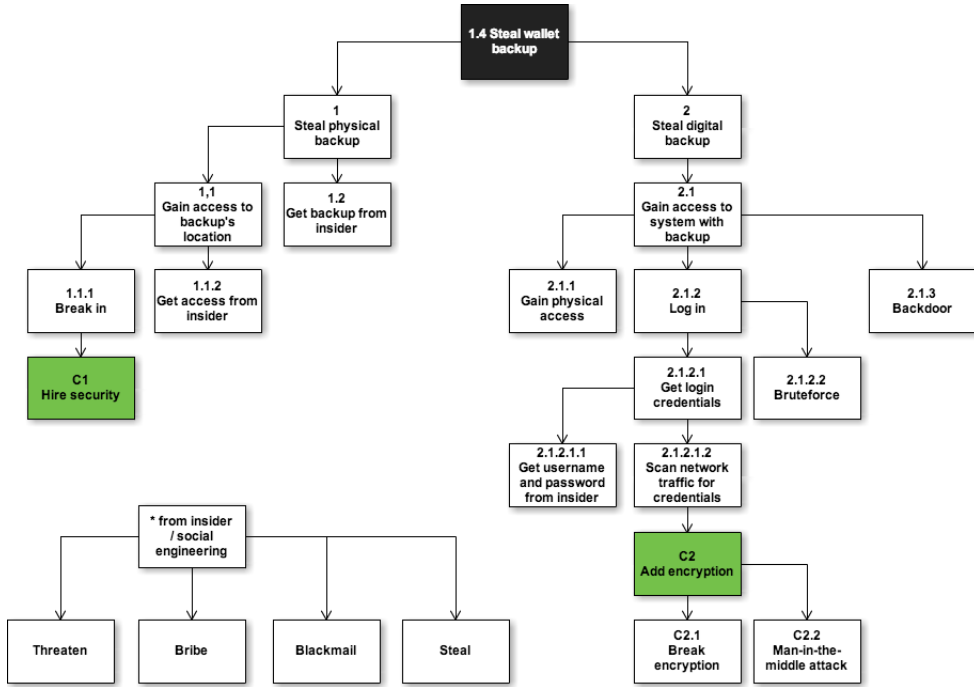 1.4 Steal wallet
backup
1
Steal physical
backup
2
Steal digital
backup
1,1
Gain access to
backup's
location
1.2
Get backup from
insider
2.1
Gain access to
system with
backup
1.1.1
Break in
1.1.2
Get access from
insider
2.1.1
Gain physical
access
2.1.2
Log in
2.1.3
Backdoor
C1
Hire security
2.1.2.1
Get login
credentials
2.1.2.2
Bruteforce
2.1.2.1.1
Get username
and password
from insider
2.1.2.1.2
Scan network
traffic for
credentials
* from insider
/ social
engineering
C2
Add encryption
Threaten
Bribe
Blackmail
Steal
C2.1
Break
encryption
C2.2
Man-in-the-
middle attack